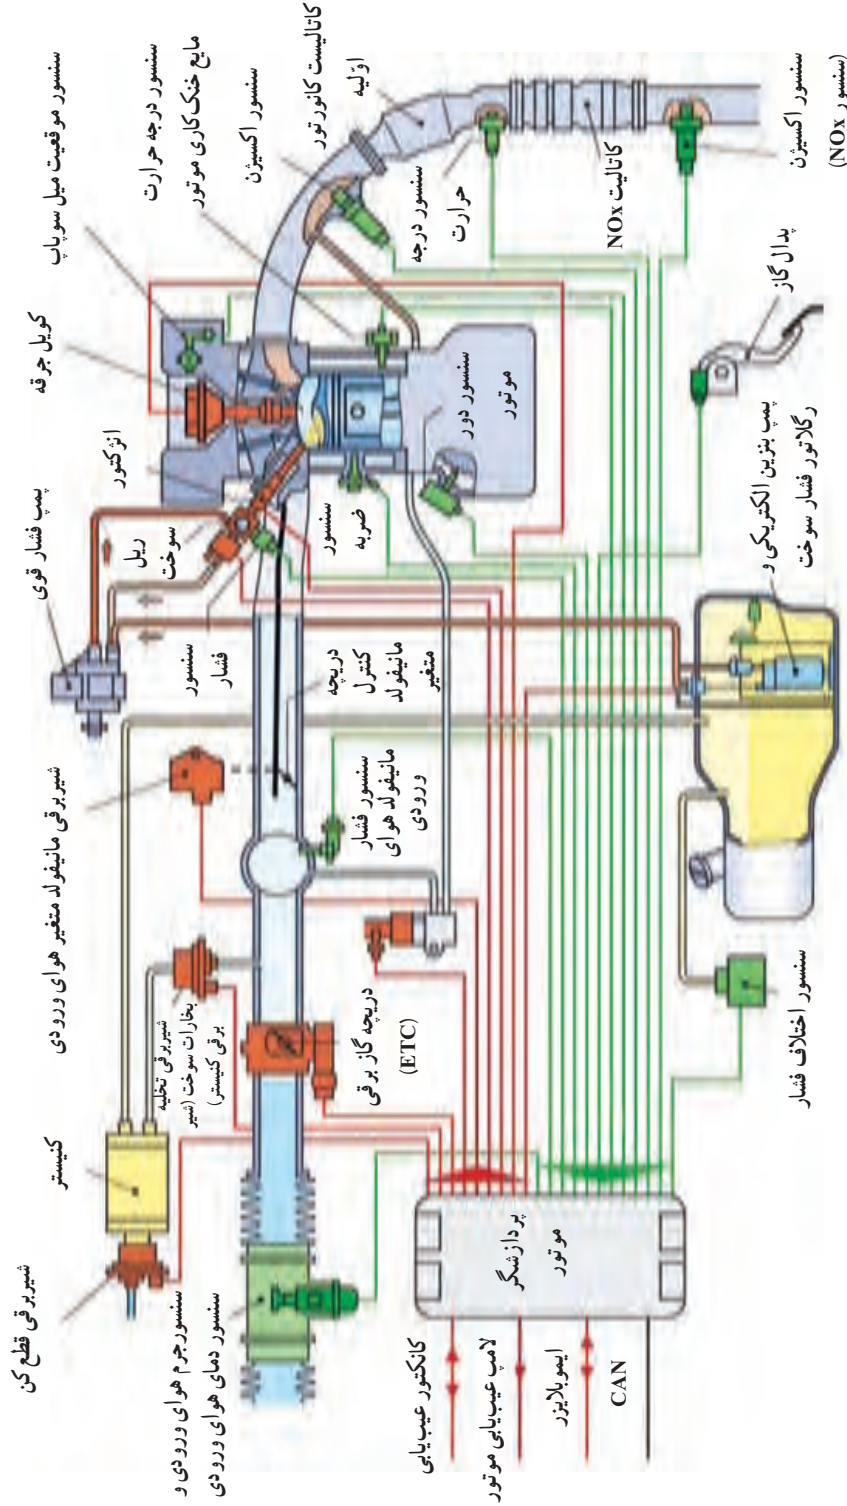 شیربرقی قطع کن
کنیستر
شیربرقی مانیفولد متغیر هوای ورودی
پمپ فشار قوی
انژکتور
کویل جرقه
سنسور موقعیت میل سوپاپ
سنسور درجه حرارت
مایع خنک‌کاری موتور
سنسور اکسیژن
کاتالیست کانورتور
اوّلیه
سنسورجرم هوای ورودی و
سنسور دمای هوای ورودی
شیربرقی تخلیه
بخارات سوخت (شیر
برقی کنیستر)
سنسور
فشار
ریل
سوخت
دریچه
کنترل
مانیفولد
متغیر
سنسور
ضربه
سنسور دور
موتور
سنسور درجه
حرارت
کاتالیت NOx
سنسور اکسیژن
(سنسور NOx)
دریچه گاز برقی
(ETC)
سنسور فشار
مانیفولد هوای
ورودی
پردازشگر
موتور
کانکتور عیب‌یابی
لامپ عیب‌یابی موتور
ایموبلایزر
CAN
سنسور اختلاف فشار
پمپ بنزین الکتریکی و
رگلاتور فشار سوخت
پدال گاز